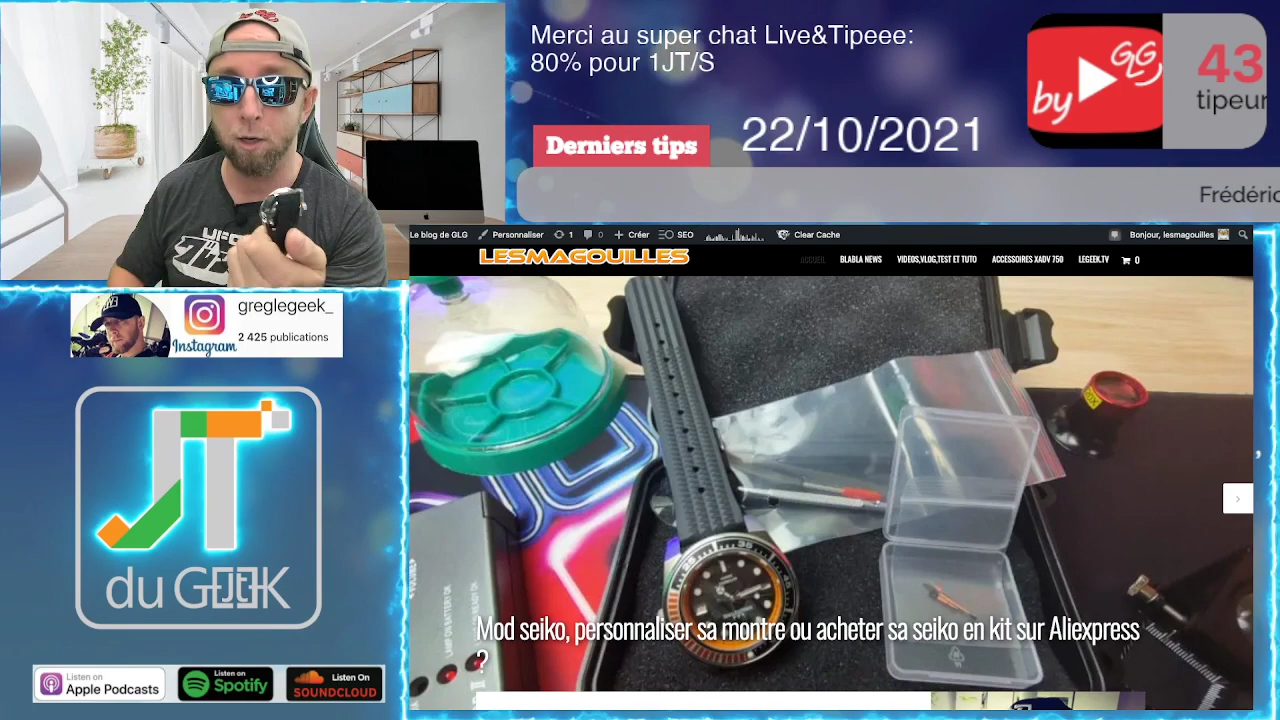 Merci au super chat Live&Tipeee:
80% pour 1JT/S
by GLG
43
tipeur
Derniers tips
22/10/2021
Frédéric
UFO
Le blog de GLG Personnaliser 1 0 Créer SEO Clear Cache Bonjour, lesmagouilles
LESMAGOUILLES
ACCUEIL BLABLA NEWS VIDEOS,VLOG,TEST ET TUTO ACCESSOIRES XADV 750 LEGEEK.TV 0
greglegeek_
2 425 publications
Instagram
JT
du GEEK
Mod seiko, personnaliser sa montre ou acheter sa seiko en kit sur Aliexpress
?
Listen on
Apple Podcasts
Listen on
Spotify
Listen On
SOUNDCLOUD